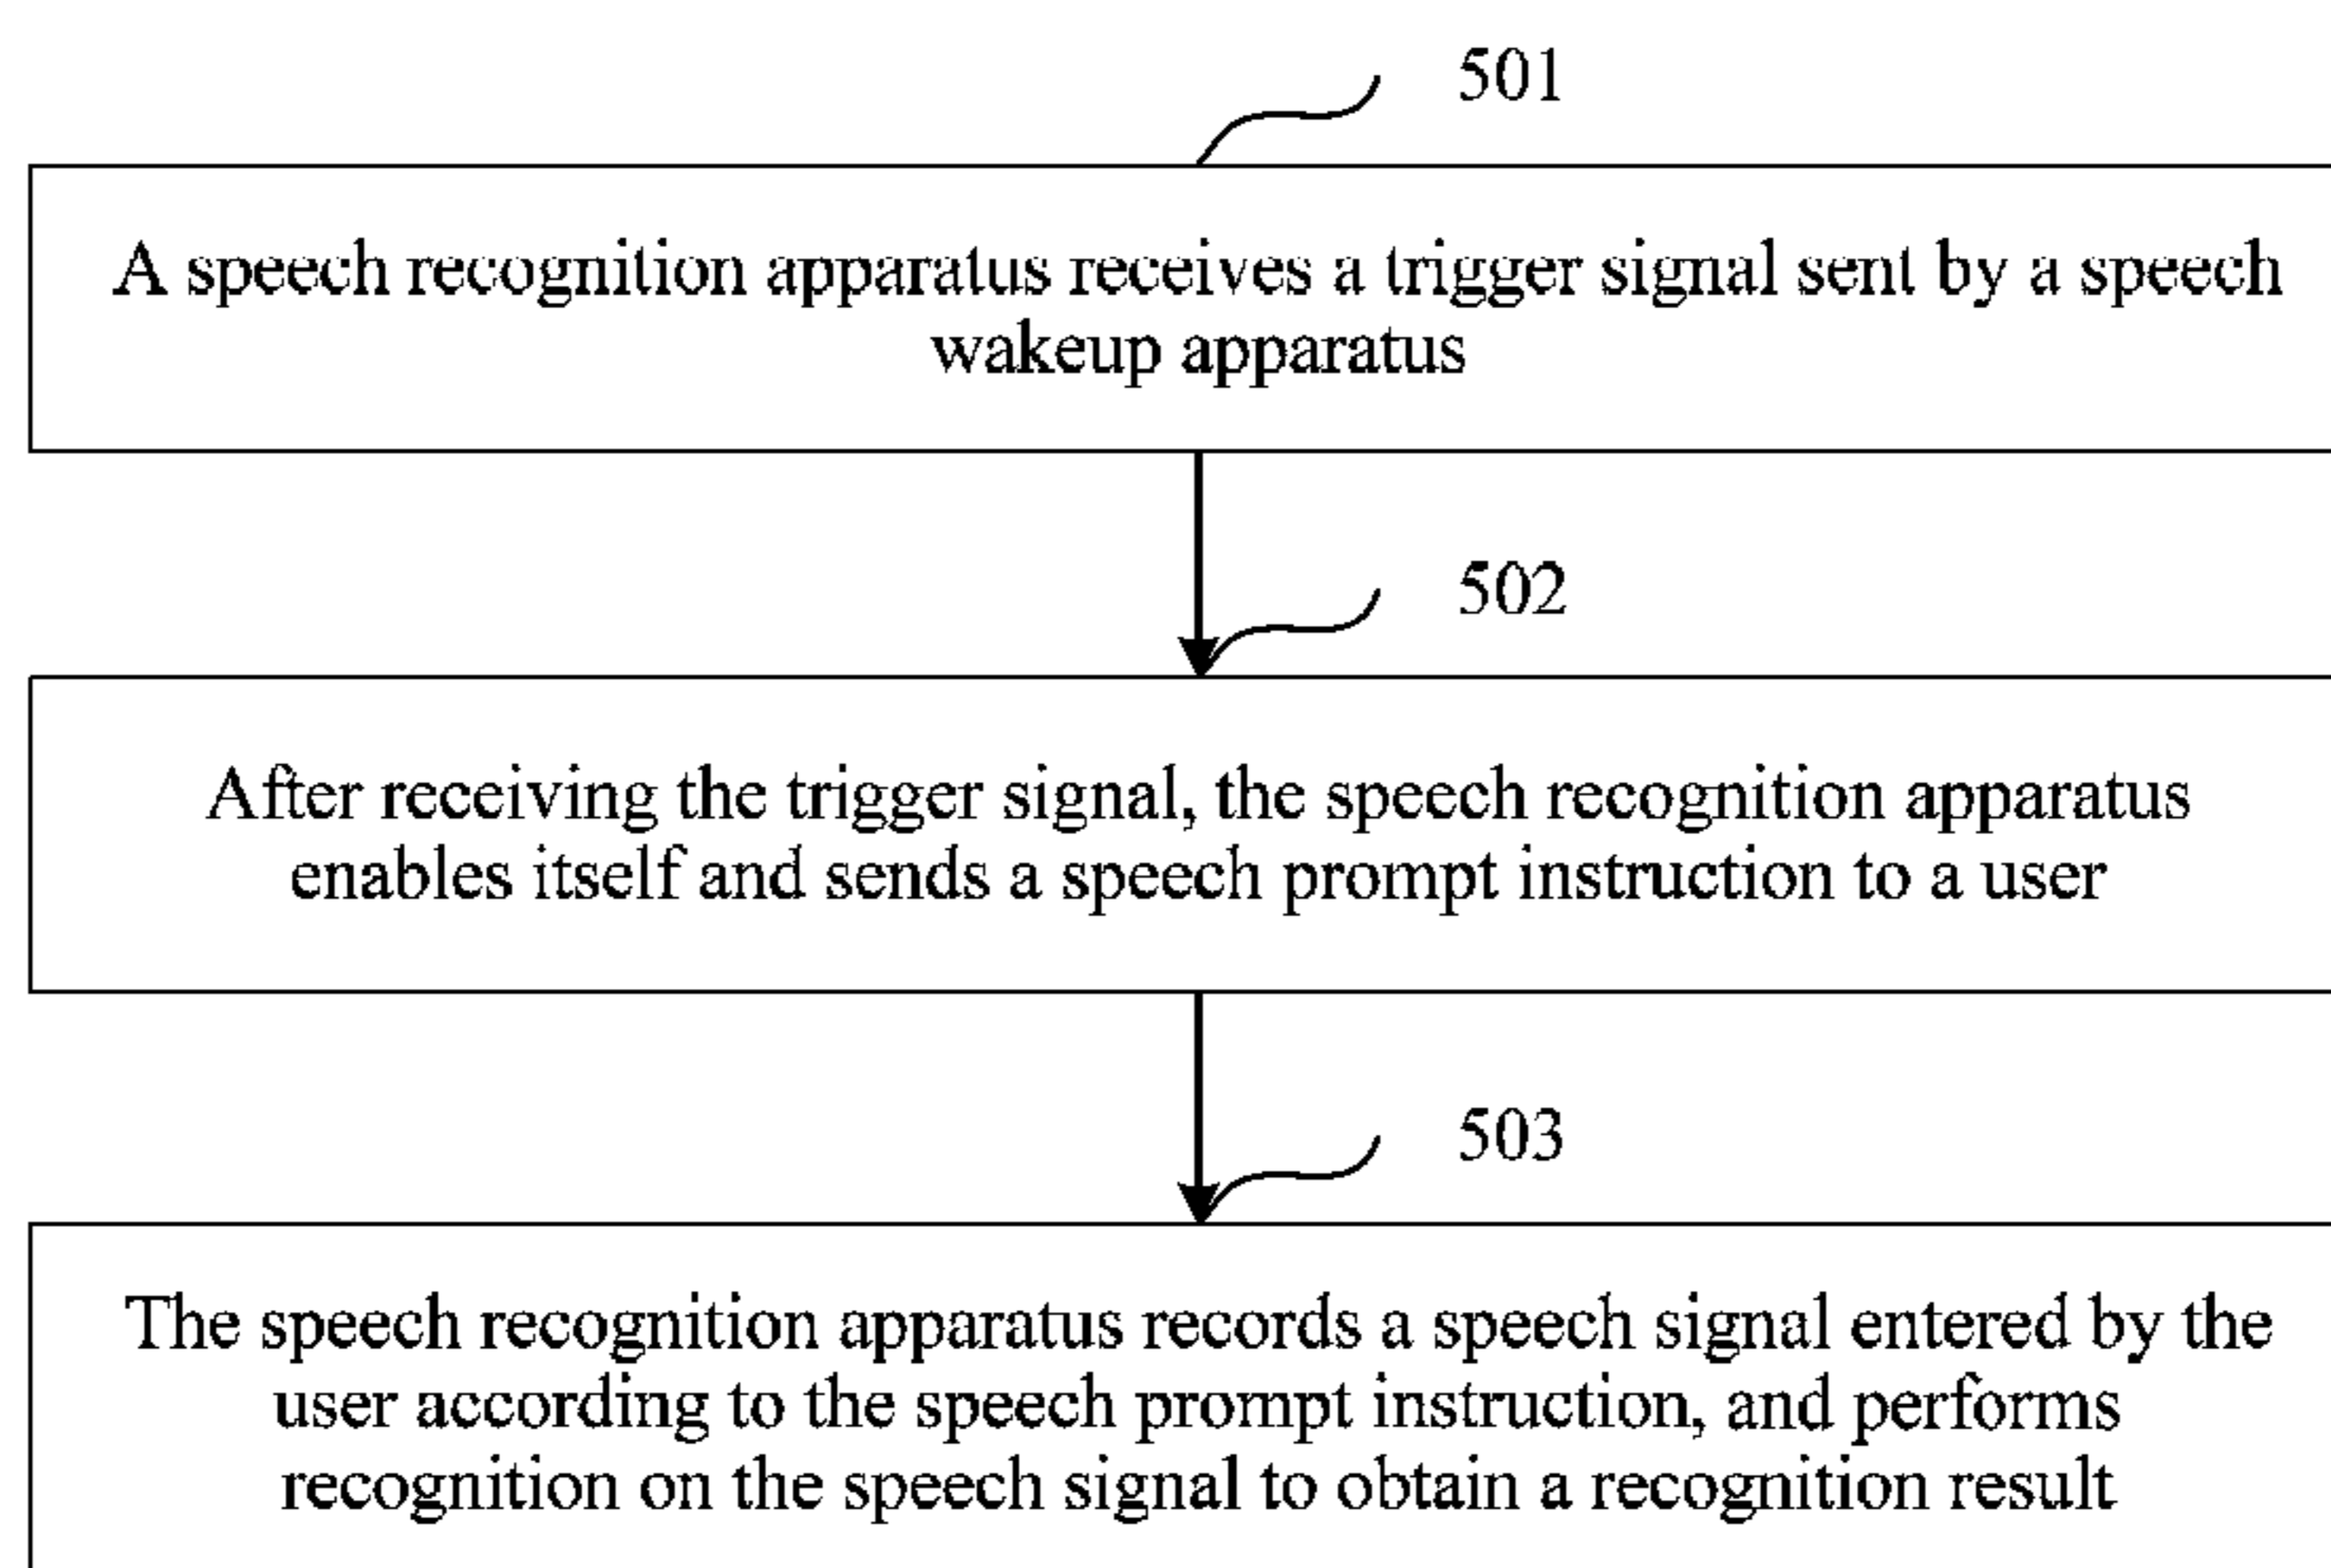 501
A speech recognition apparatus receives a trigger signal sent by a speech
wakeup apparatus
502
After receiving the trigger signal, the speech recognition apparatus
enables itself and sends a speech prompt instruction to a user
503
The speech recognition apparatus records a speech signal entered by the
user according to the speech prompt instruction, and performs
recognition on the speech signal to obtain a recognition result